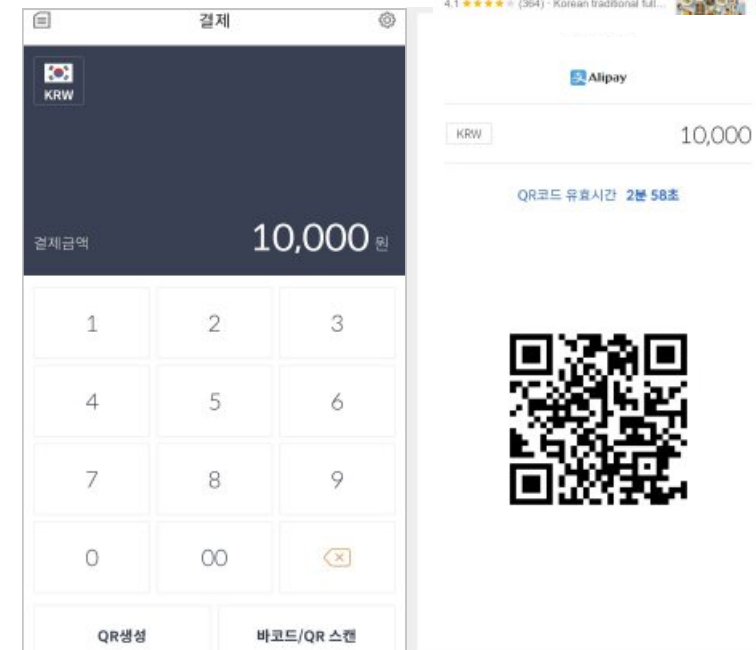 결제
KRW
결제금액 10,000 원
1 2 3
4 5 6
7 8 9
0 00
QR생성 바코드/QR 스캔
4.1 ★★★★★ (364) · Korean traditional full...
Alipay
KRW 10,000
QR코드 유효시간 2분 58초